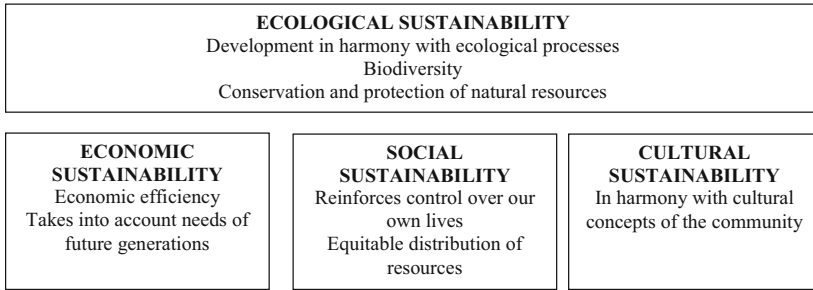 ECOLOGICAL SUSTAINABILITY
Development in harmony with ecological processes
Biodiversity
Conservation and protection of natural resources
ECONOMIC
SUSTAINABILITY
Economic efficiency
Takes into account needs of
future generations
SOCIAL
SUSTAINABILITY
Reinforces control over our
own lives
Equitable distribution of
resources
CULTURAL
SUSTAINABILITY
In harmony with cultural
concepts of the community